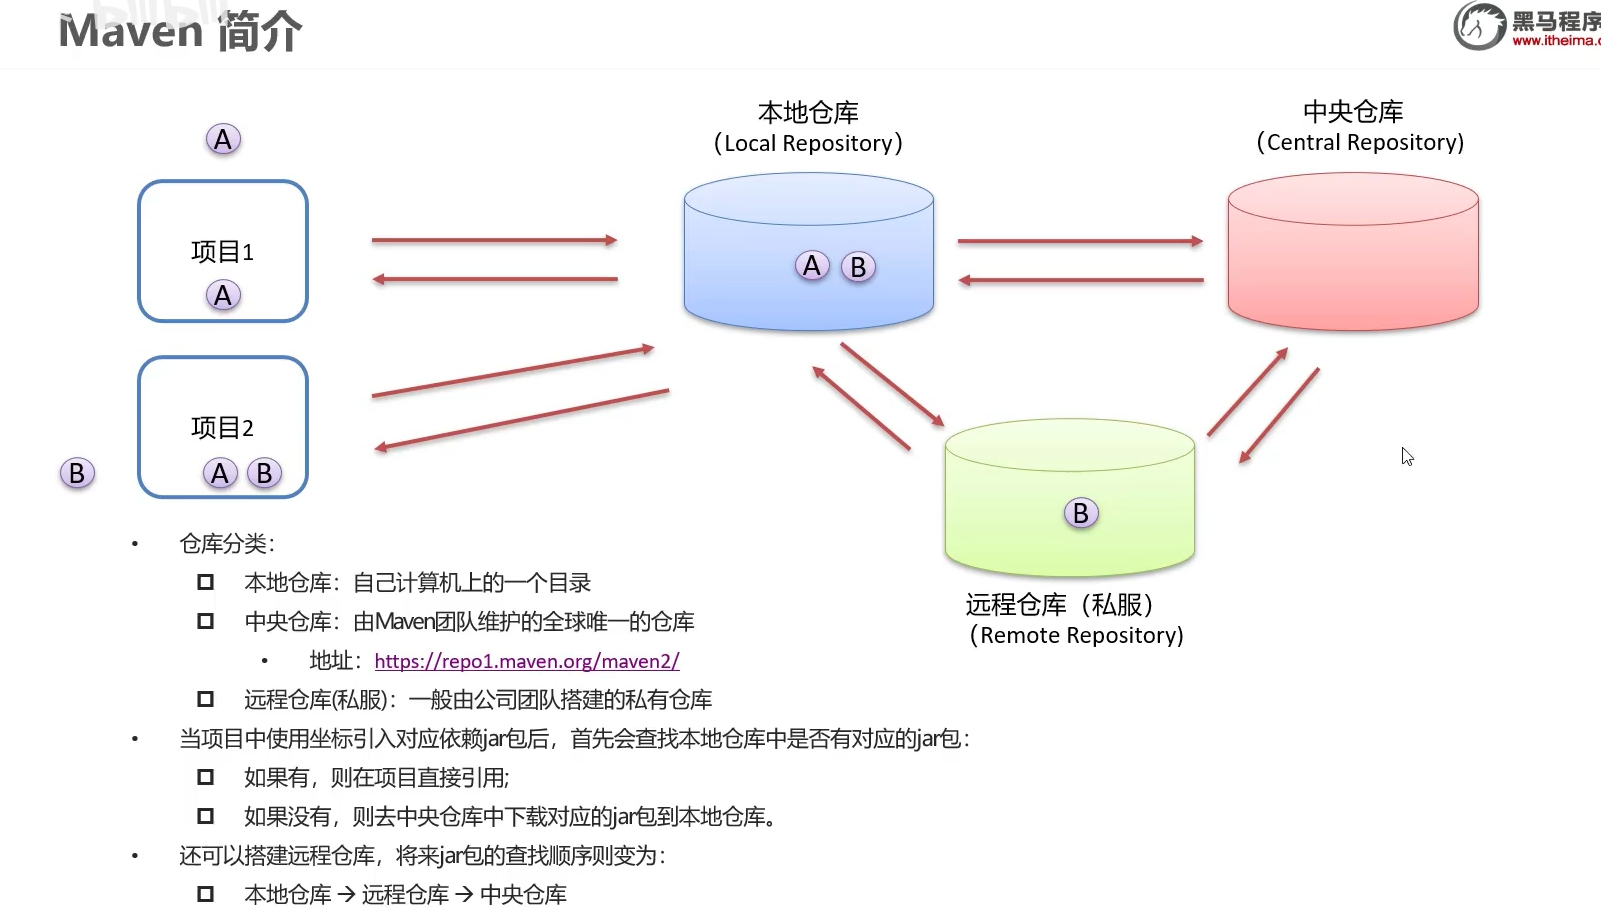 Maven 简介
黑马程序
www.itheima.c
本地仓库
（Local Repository）
中央仓库
（Central Repository)
A
项目1
A
A B
项目2
A B
B
B
远程仓库（私服）
（Remote Repository)
• 仓库分类：
本地仓库：自己计算机上的一个目录
中央仓库：由Maven团队维护的全球唯一的仓库
• 地址：https://repo1.maven.org/maven2/
远程仓库(私服)：一般由公司团队搭建的私有仓库
• 当项目中使用坐标引入对应依赖jar包后，首先会查找本地仓库中是否有对应的jar包：
如果有，则在项目直接引用;
如果没有，则去中央仓库中下载对应的jar包到本地仓库。
• 还可以搭建远程仓库，将来jar包的查找顺序则变为：
本地仓库 → 远程仓库 → 中央仓库